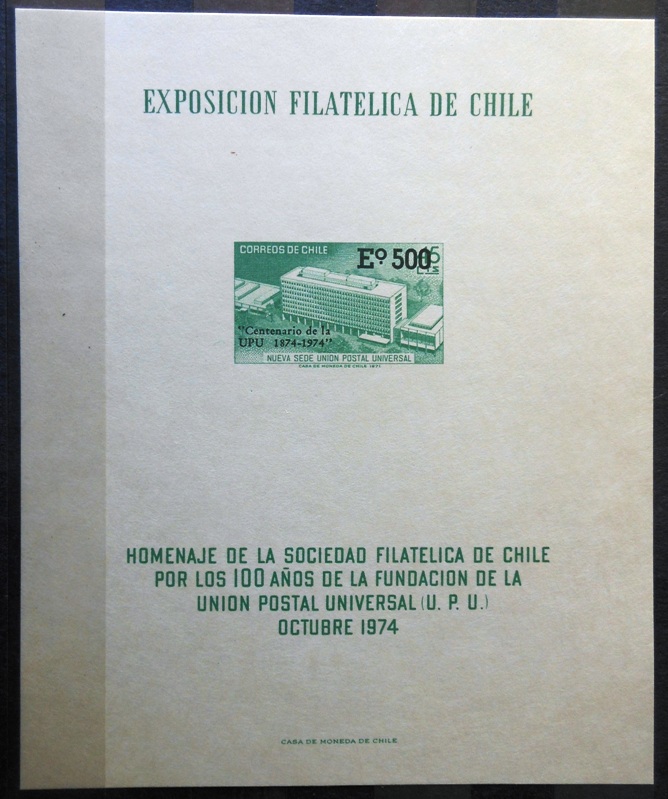 EXPOSICION FILATELICA DE CHILE
CORREOS DE CHILE
Eº 500
"Centenario de la
UPU 1874-1974"
NUEVA SEDE UNION POSTAL UNIVERSAL
CASA DE MONEDA DE CHILE 1971
HOMENAJE DE LA SOCIEDAD FILATELICA DE CHILE
POR LOS 100 AÑOS DE LA FUNDACION DE LA
UNION POSTAL UNIVERSAL (U. P. U.)
OCTUBRE 1974
CASA DE MONEDA DE CHILE